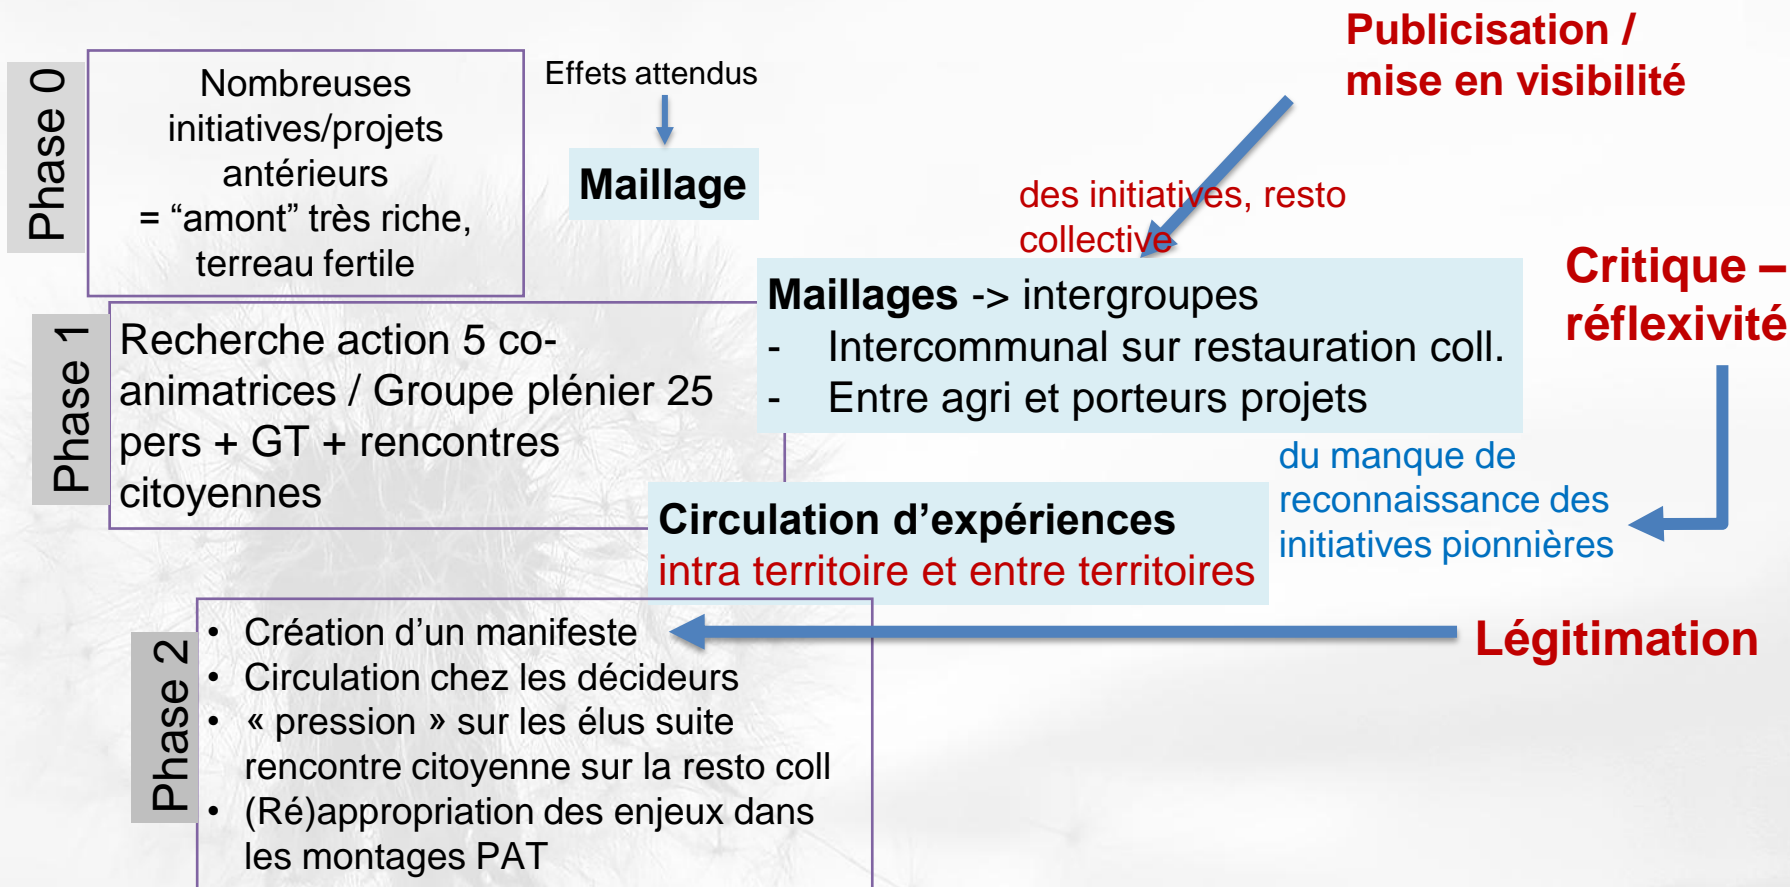 Phase 0
Nombreuses
initiatives/projets
antérieurs
= “amont” très riche,
terreau fertile
Effets attendus
Maillage
Publicisation /
mise en visibilité
des initiatives, resto
collective
Phase 1
Recherche action 5 co-
animatrices / Groupe plénier 25
pers + GT + rencontres
citoyennes
Maillages -> intergroupes
- Intercommunal sur restauration coll.
- Entre agri et porteurs projets
Critique –
réflexivité
du manque de
reconnaissance des
initiatives pionnières
Circulation d’expériences
intra territoire et entre territoires
Phase 2
• Création d’un manifeste
• Circulation chez les décideurs
• « pression » sur les élus suite
rencontre citoyenne sur la resto coll
• (Ré)appropriation des enjeux dans
les montages PAT
Légitimation